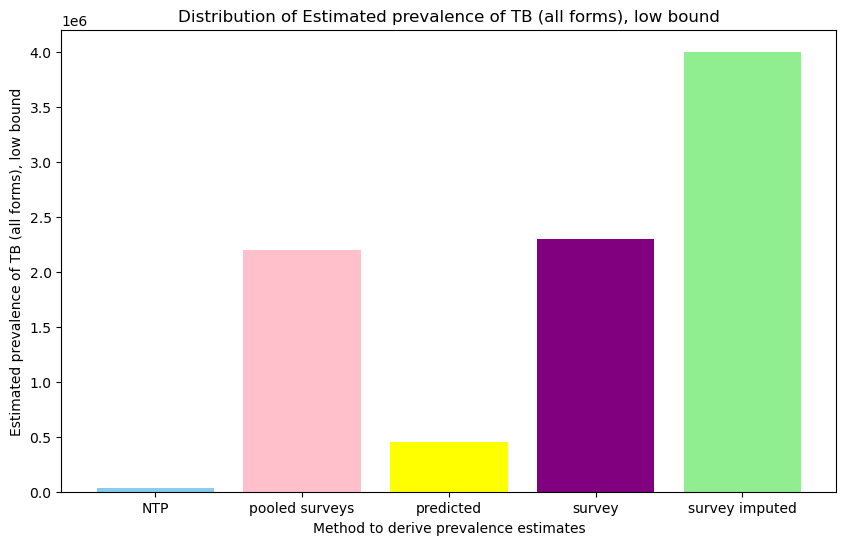 Distribution of Estimated prevalence of TB (all forms), low bound
1e6
Estimated prevalence of TB (all forms), low bound
4.0
3.5
3.0
2.5
2.0
1.5
1.0
0.5
0.0
NTP pooled surveys predicted survey survey imputed
Method to derive prevalence estimates